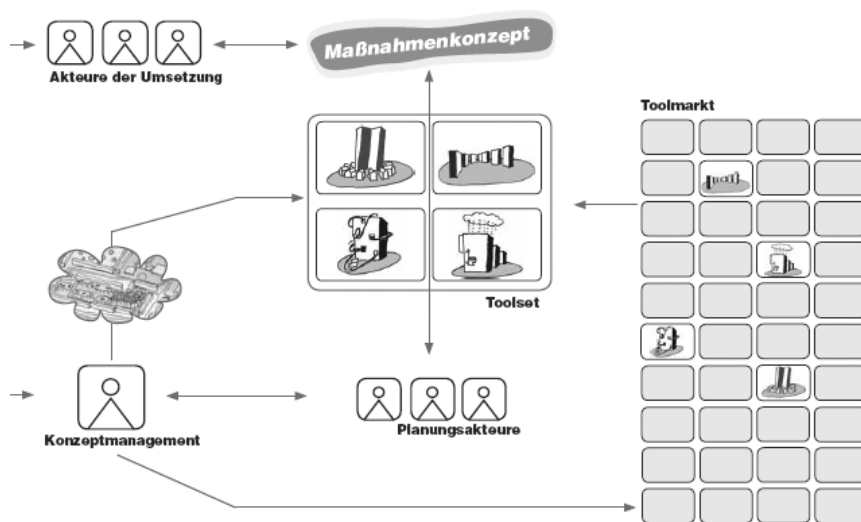 Maßnahmenkonzept
Akteure der Umsetzung
Toolmarkt
Toolset
Konzeptmanagement
Planungsakteure